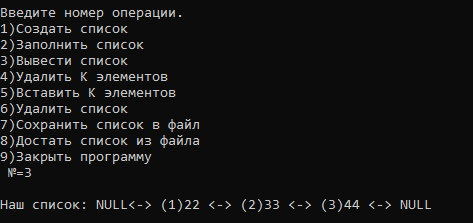 Введите номер операции.
1)Создать список
2)Заполнить список
3)Вывести список
4)Удалить К элементов
5)Вставить К элементов
6)Удалить список
7)Сохранить список в файл
8)Достать список из файла
9)Закрыть программу
№=3
Наш список: NULL<-> (1)22 <-> (2)33 <-> (3)44 <-> NULL